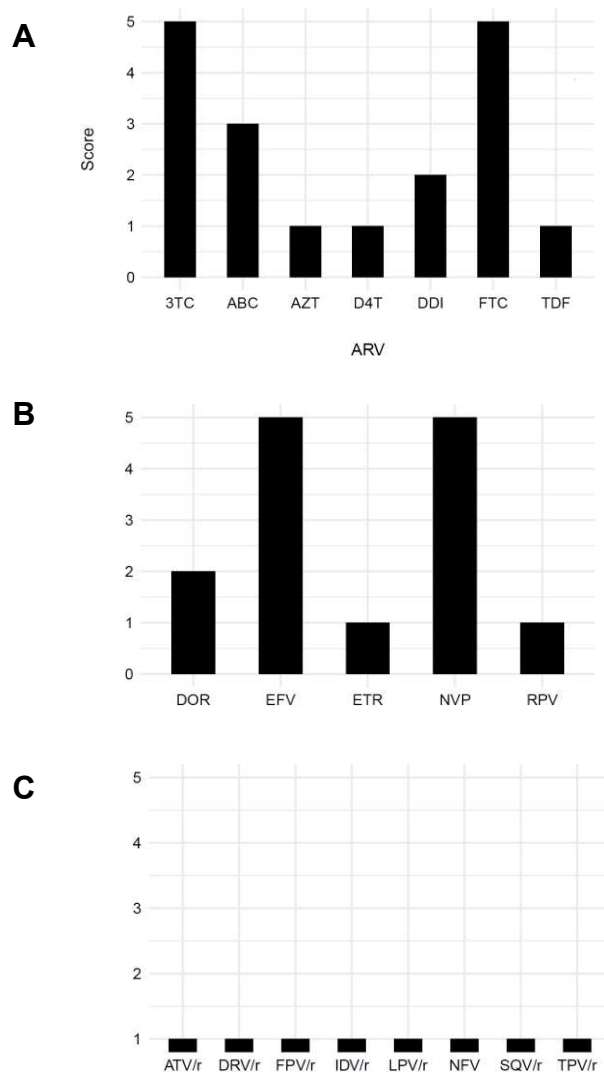 A
5
4
3
2
1
0
Score
3TC ABC AZT D4T DDI FTC TDF
ARV
B
5
4
3
2
1
0
DOR EFV ETR NVP RPV
C
5
4
3
2
1
ATV/r DRV/r FPV/r IDV/r LPV/r NFV SQV/r TPV/r